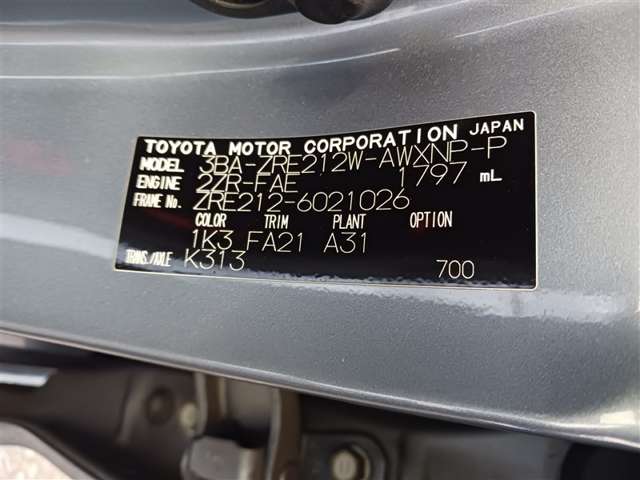 TOYOTA MOTOR CORPORATION JAPAN
MODEL 3BA-ZRE212W-AWXNP-P
ENGINE 2ZR-FAE 1797 mL
FRAME No. ZRE212-6021026
COLOR TRIM PLANT OPTION
1K3 FA21 A31
TRANS./AXLE K313
700